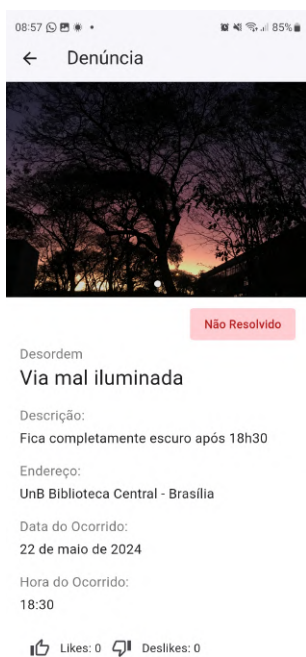 08:57
85%
Denúncia
Não Resolvido
Desordem
Via mal iluminada
Descrição:
Fica completamente escuro após 18h30
Endereço:
UnB Biblioteca Central - Brasília
Data do Ocorrido:
22 de maio de 2024
Hora do Ocorrido:
18:30
Likes: 0 Deslikes: 0